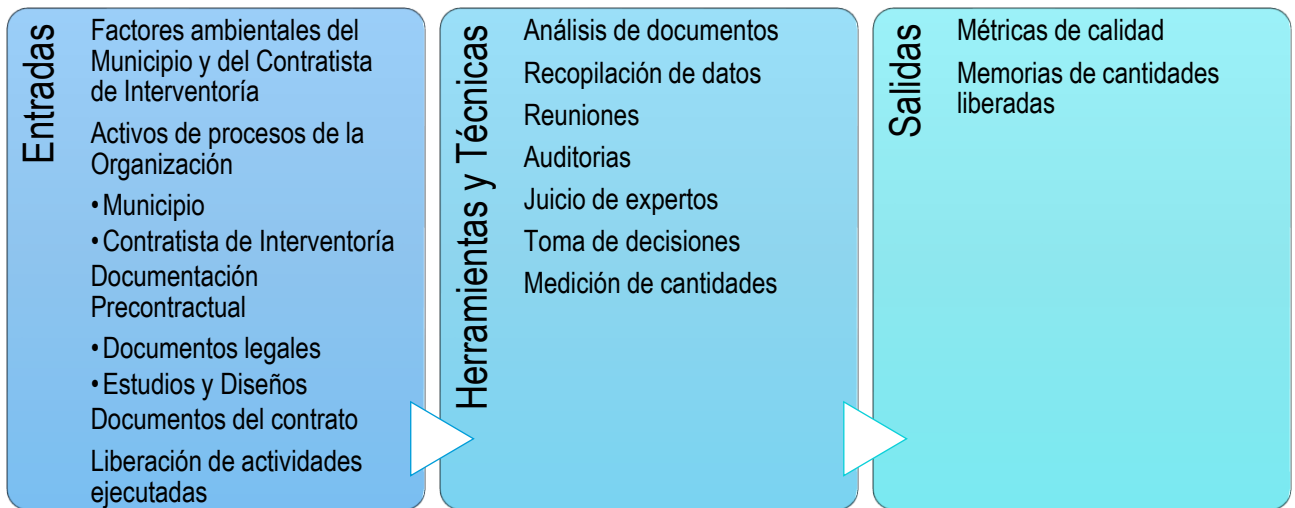 Entradas
Factores ambientales del
Municipio y del Contratista
de Interventoría
Activos de procesos de la
Organización
•Municipio
•Contratista de Interventoría
Documentación
Precontractual
•Documentos legales
•Estudios y Diseños
Documentos del contrato
Liberación de actividades
ejecutadas
Herramientas y Técnicas
Análisis de documentos
Recopilación de datos
Reuniones
Auditorias
Juicio de expertos
Toma de decisiones
Medición de cantidades
Salidas
Métricas de calidad
Memorias de cantidades
liberadas